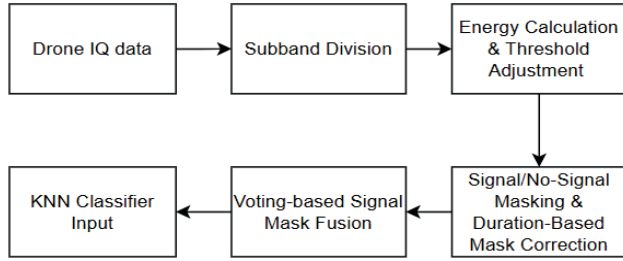 Drone IQ data
Subband Division
Energy Calculation
& Threshold
Adjustment
Signal/No-Signal
Masking &
Duration-Based
Mask Correction
Voting-based Signal
Mask Fusion
KNN Classifier
Input